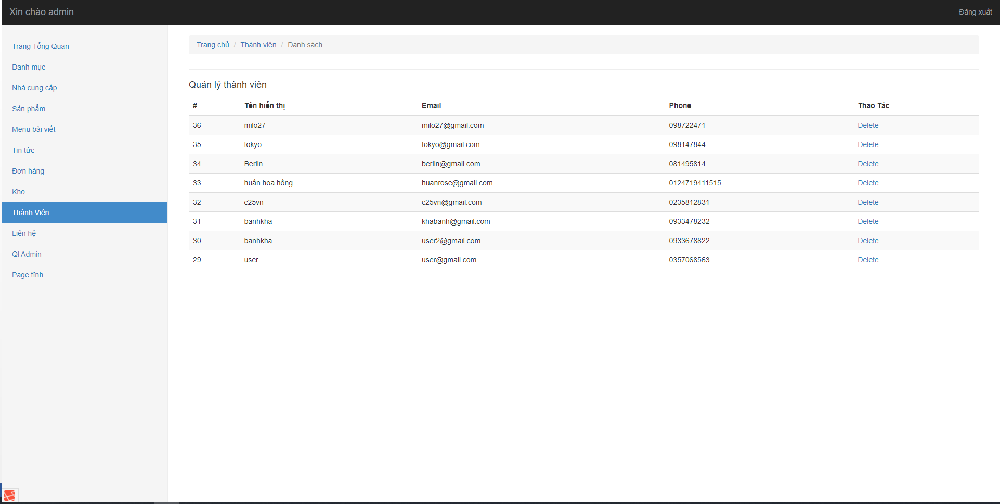 Xin chào admin
Đăng xuất
Trang Tổng Quan
Danh mục
Nhà cung cấp
Sản phẩm
Menu bài viết
Tin tức
Đơn hàng
Kho
Thành Viên
Liên hệ
Ql Admin
Page tĩnh
Trang chủ / Thành viên / Danh sách
Quản lý thành viên
# Tên hiển thị Email Phone Thao Tác
36 milo27 milo27@gmail.com 098722471 Delete
35 tokyo tokyo@gmail.com 098147844 Delete
34 Berlin berlin@gmail.com 081495814 Delete
33 huấn hoa hồng huanrose@gmail.com 0124719411515 Delete
32 c25vn c25vn@gmail.com 0235812831 Delete
31 banhkha khabanh@gmail.com 0933478232 Delete
30 banhkha user2@gmail.com 0933678822 Delete
29 user user@gmail.com 0357068563 Delete